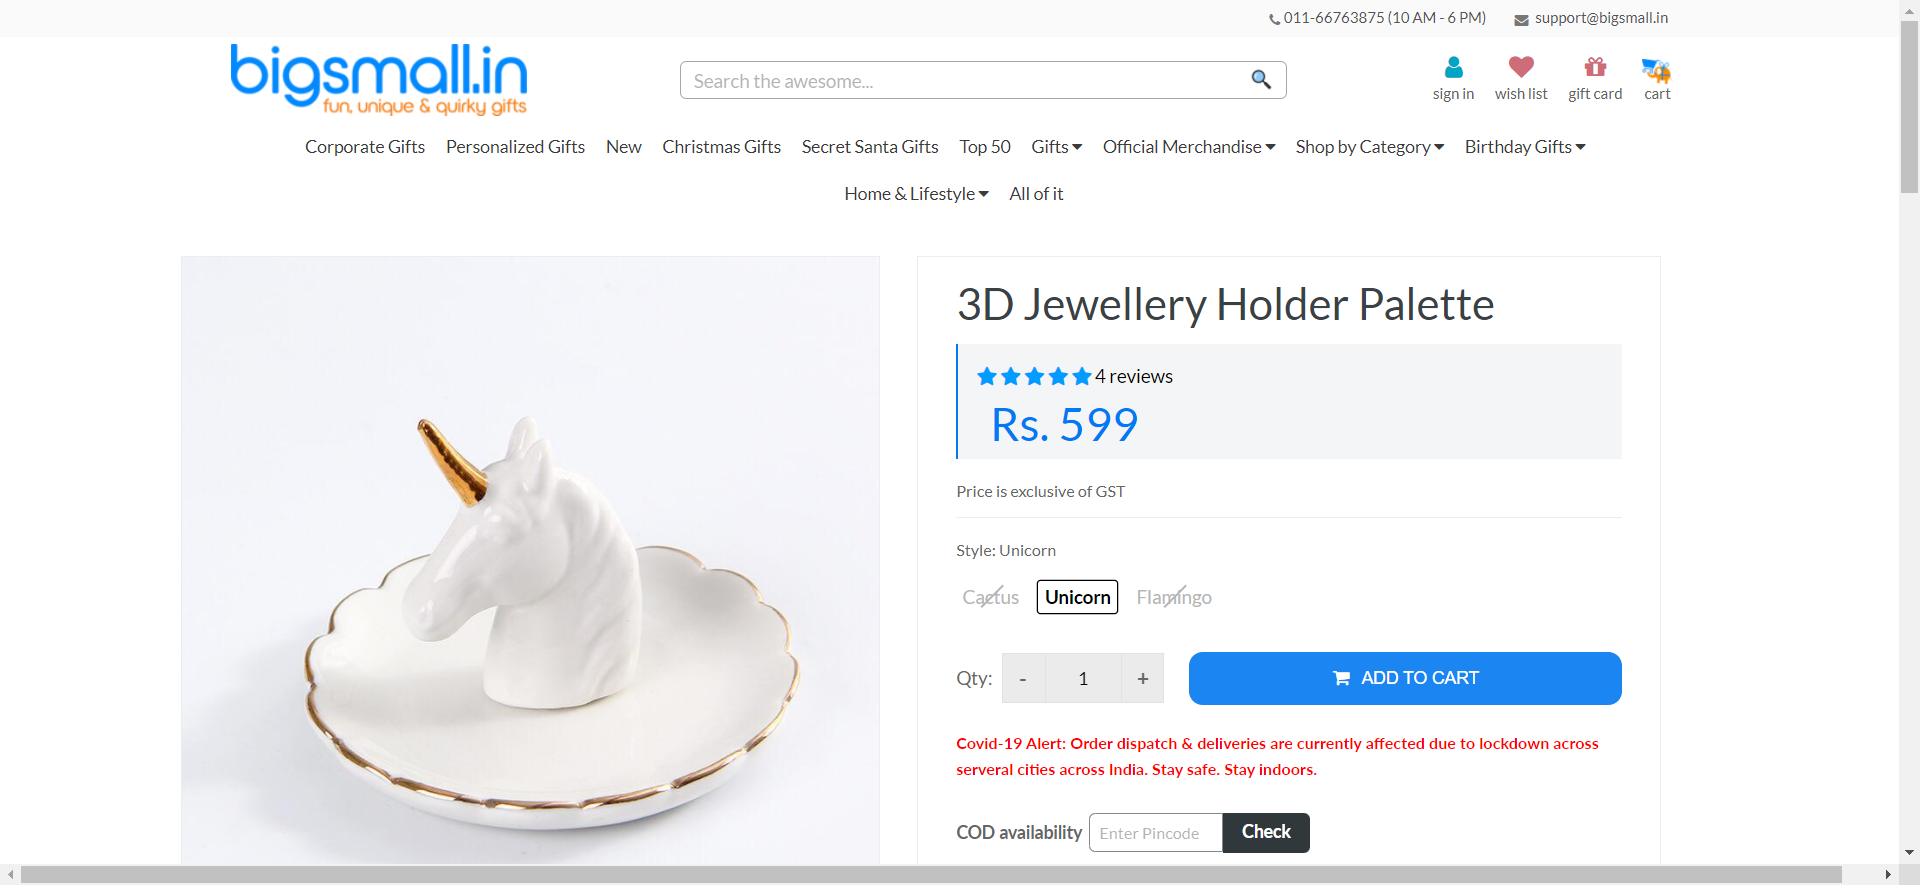 011-66763875 (10 AM - 6 PM) support@bigsmall.in
bigsmall.in
fun, unique & quirky gifts
Search the awesome...
sign in wish list gift card cart
Corporate Gifts Personalized Gifts New Christmas Gifts Secret Santa Gifts Top 50 Gifts Official Merchandise Shop by Category Birthday Gifts
Home & Lifestyle All of it
3D Jewellery Holder Palette
4 reviews
Rs. 599
Price is exclusive of GST
Style: Unicorn
Cactus Unicorn Flamingo
Qty: - 1 + ADD TO CART
Covid-19 Alert: Order dispatch & deliveries are currently affected due to lockdown across
serveral cities across India. Stay safe. Stay indoors.
COD availability Enter Pincode Check